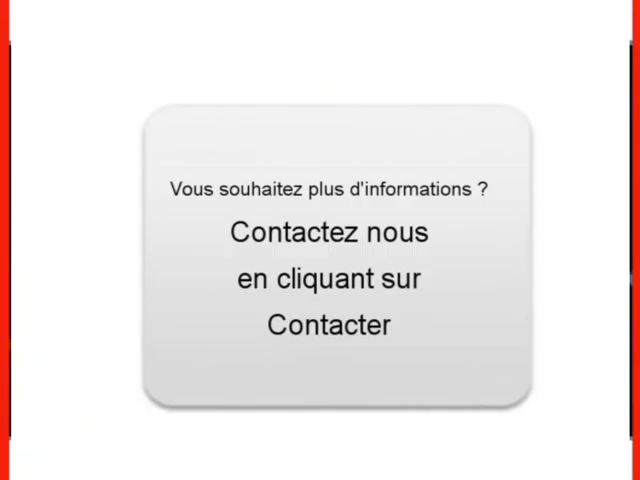 Vous souhaitez plus d'informations ?
Contactez nous
en cliquant sur
Contacter